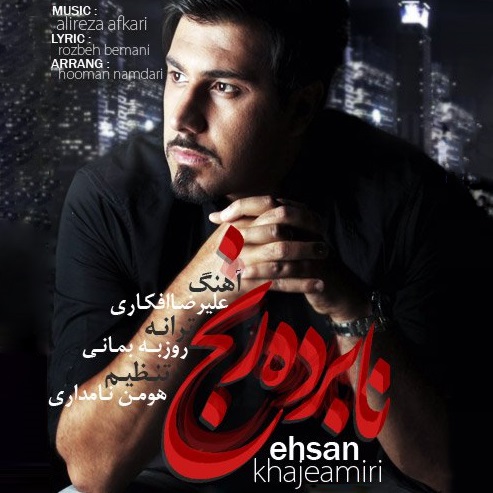 MUSIC :
alireza afkari
LYRIC :
rozbeh bemani
ARRANG :
hooman namdari
آهنگ
علیرضا افکاری
ترانه
روزبه بمانی
تنظیم
هومن نامداری
نابرده رنج
ehsan
khajeamiri